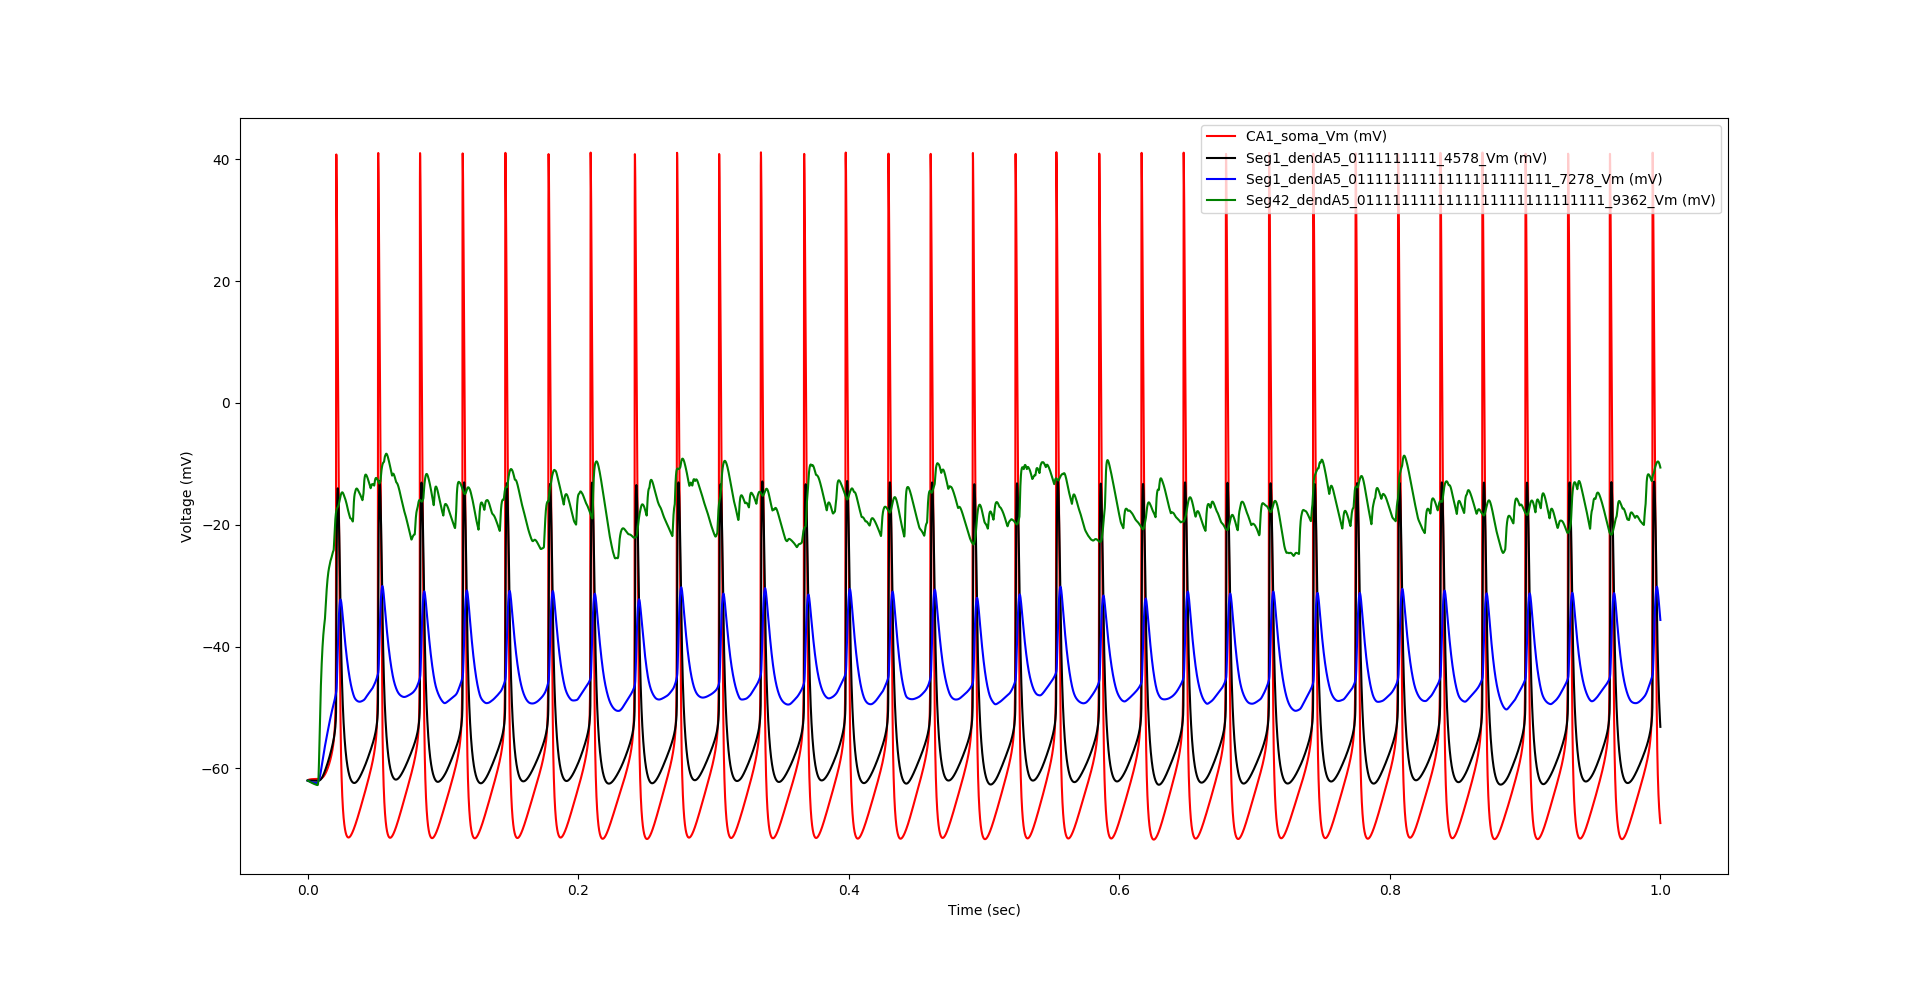 CA1_soma_Vm (mV)
Seg1_dendA5_0111111111_4578_Vm (mV)
Seg1_dendA5_01111111111111111111111_7278_Vm (mV)
Seg42_dendA5_0111111111111111111111111111_9362_Vm (mV)
40
20
0
−20
−40
−60
Voltage (mV)
0.0 0.2 0.4 0.6 0.8 1.0
Time (sec)